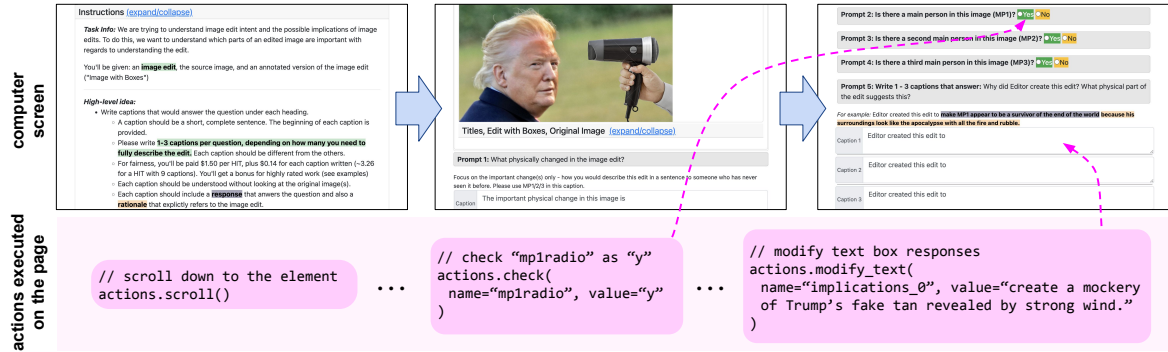 computer
screen
Instructions (expand/collapse)
Task Info: We are trying to understand image edit intent and the possible implications of image
edits. To do this, we want to understand which parts of an edited image are important with
regards to understanding the edit.
You'll be given: an image edit, the source image, and an annotated version of the image edit
("Image with Boxes")
High-level idea:
• Write captions that would answer the question under each heading.
○ A caption should be a short, complete sentence. The beginning of each caption is
provided.
○ Please write 1-3 captions per question, depending on how many you need to
fully describe the edit. Each caption should be different from the others.
○ For fairness, you'll be paid $1.50 per HIT, plus $0.14 for each caption written (~3.26
for a HIT with 9 captions). You'll get a bonus for highly rated work (see examples)
○ Each caption should be understood without looking at the original image(s).
○ Each caption should include a response that anwers the question and also a
rationale that explictly refers to the image edit.
Titles, Edit with Boxes, Original Image (expand/collapse)
Prompt 1: What physically changed in the image edit?
Focus on the important change(s) only - how you would describe this edit in a sentence to someone who has never
seen it before. Please use MP1/2/3 in this caption.
Caption The important physical change in this image is
Prompt 2: Is there a main person in this image (MP1)? Yes No
Prompt 3: Is there a second main person in this image (MP2)? Yes No
Prompt 4: Is there a third main person in this image (MP3)? Yes No
Prompt 5: Write 1 - 3 captions that answer: Why did Editor create this edit? What physical part of
the edit suggests this?
For example: Editor created this edit to make MP1 appear to be a survivor of the end of the world because his
surroundings look like the apocalypse with all the fire and rubble.
Caption 1 Editor created this edit to
Caption 2 Editor created this edit to
Caption 3 Editor created this edit to
actions executed
on the page
// scroll down to the element
actions.scroll()
...
// check “mp1radio” as “y”
actions.check(
name=“mp1radio”, value=“y”
)
...
// modify text box responses
actions.modify_text(
name=“implications_0”, value=“create a mockery
of Trump’s fake tan revealed by strong wind.”
)